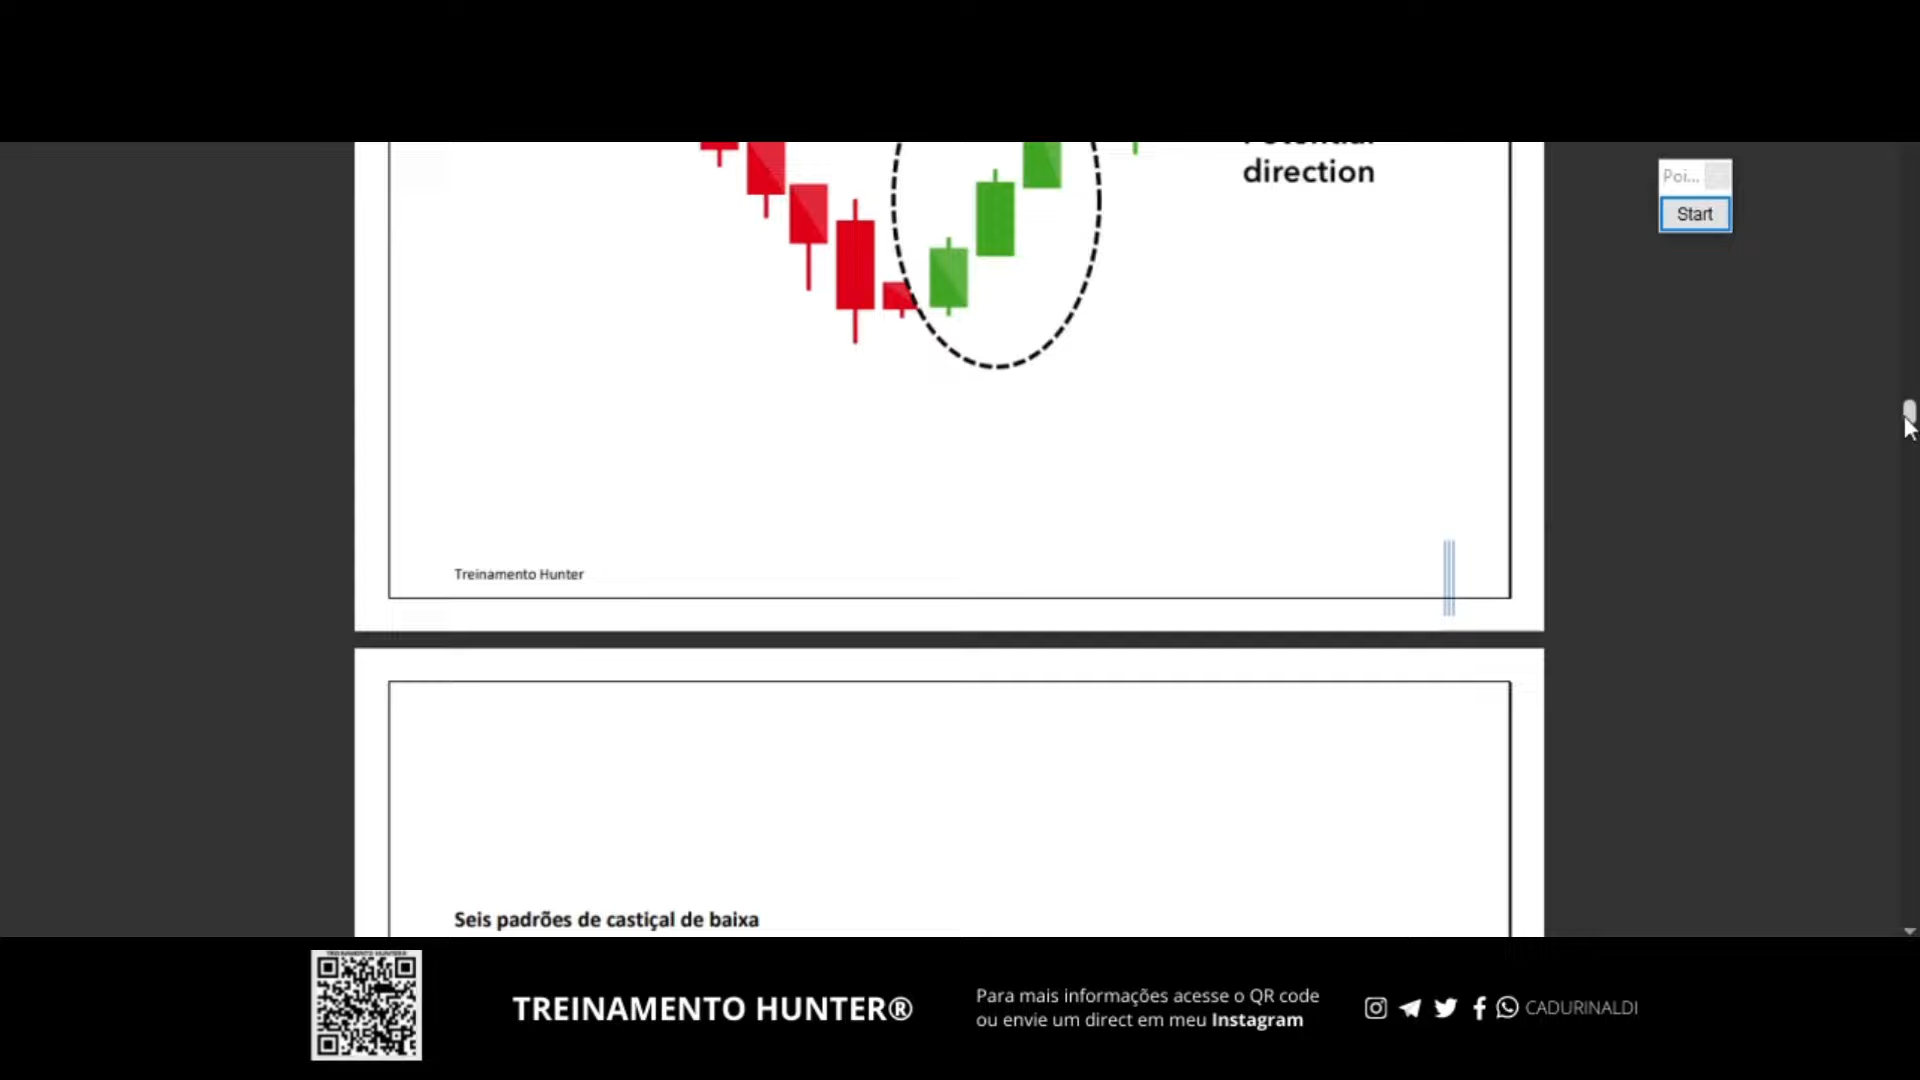 direction
Poi...
Start
Treinamento Hunter
Seis padrões de castiçal de baixa
TREINAMENTO HUNTER®
Para mais informações acesse o QR code
ou envie um direct em meu Instagram
CADURINALDI